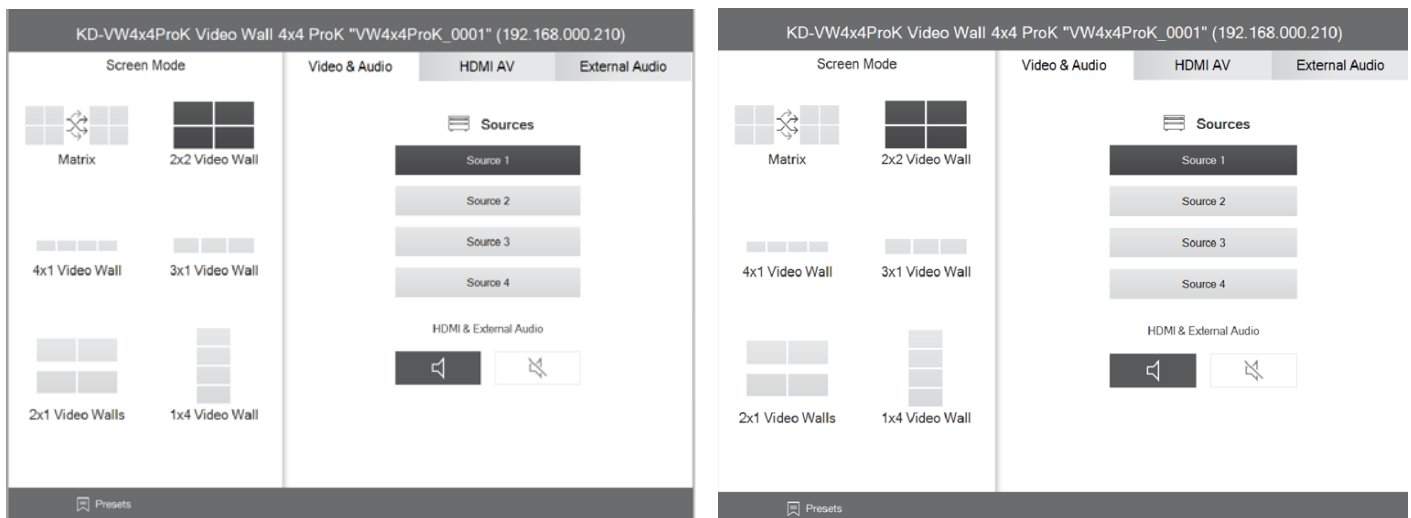 KD-VW4x4ProK Video Wall 4x4 ProK "VW4x4ProK_0001" (192.168.000.210)
Screen Mode
Video & Audio HDMI AV External Audio
Sources
Matrix 2x2 Video Wall
Source 1
Source 2
Source 3
4x1 Video Wall 3x1 Video Wall
Source 4
HDMI & External Audio
2x1 Video Walls 1x4 Video Wall
Presets
KD-VW4x4ProK Video Wall 4x4 ProK "VW4x4ProK_0001" (192.168.000.210)
Screen Mode
Video & Audio HDMI AV External Audio
Sources
Matrix 2x2 Video Wall
Source 1
Source 2
Source 3
4x1 Video Wall 3x1 Video Wall
Source 4
HDMI & External Audio
2x1 Video Walls 1x4 Video Wall
Presets